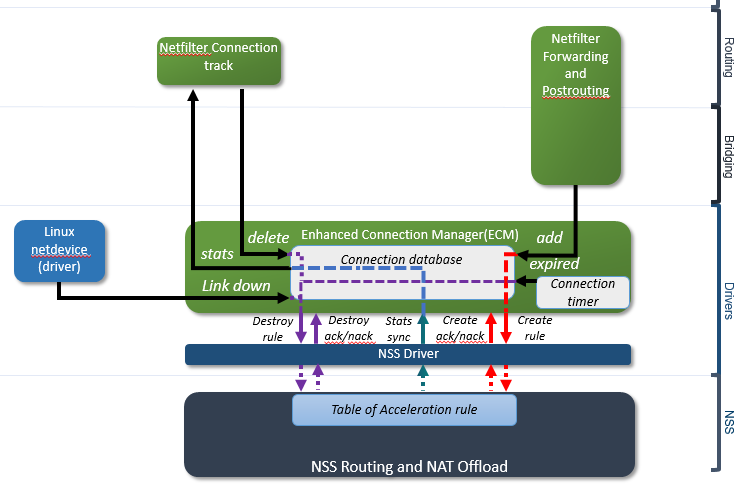 Netfilter Connection
track
Netfilter
Forwarding
and
Postrouting
Routing
Bridging
Linux
netdevice
(driver)
delete
Enhanced Connection Manager(ECM)
add
stats
Connection database
expired
Link down
Connection
timer
Drivers
Destroy
rule
Destroy
ack/nack
Stats
sync
Create
ack/nack
Create
rule
NSS Driver
Table of Acceleration rule
NSS
NSS Routing and NAT Offload